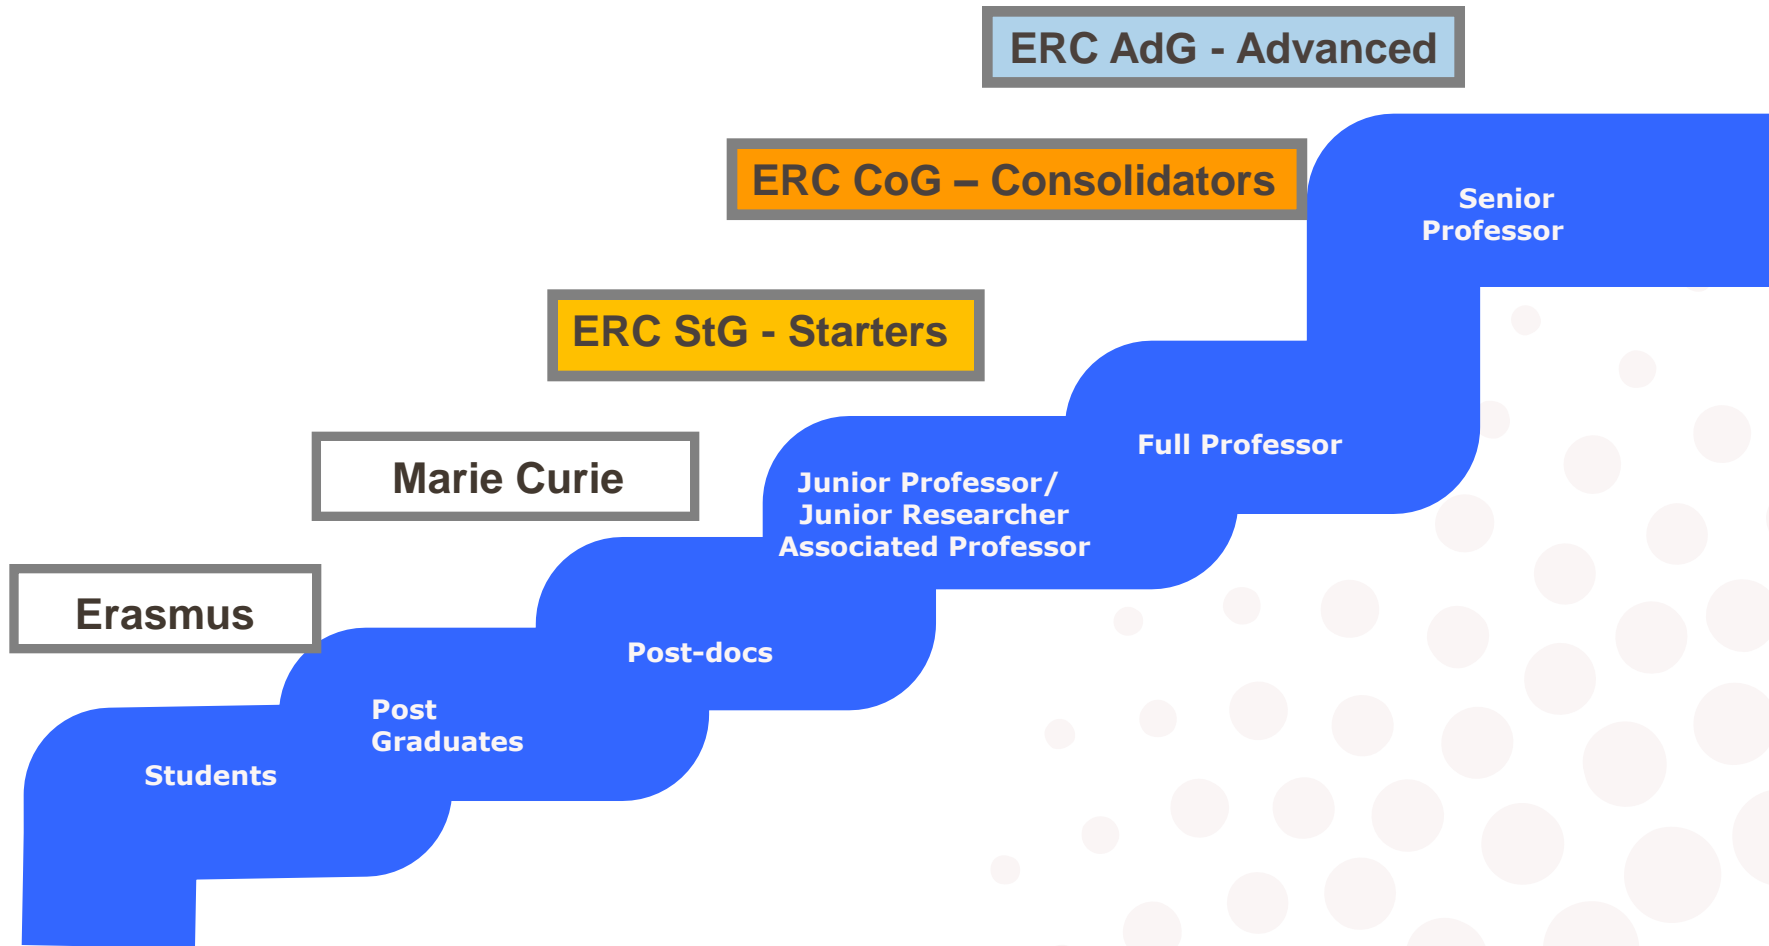 ERC AdG - Advanced
ERC CoG – Consolidators
Senior
Professor
ERC StG - Starters
Full Professor
Marie Curie
Junior Professor/
Junior Researcher
Associated Professor
Erasmus
Post-docs
Post
Graduates
Students